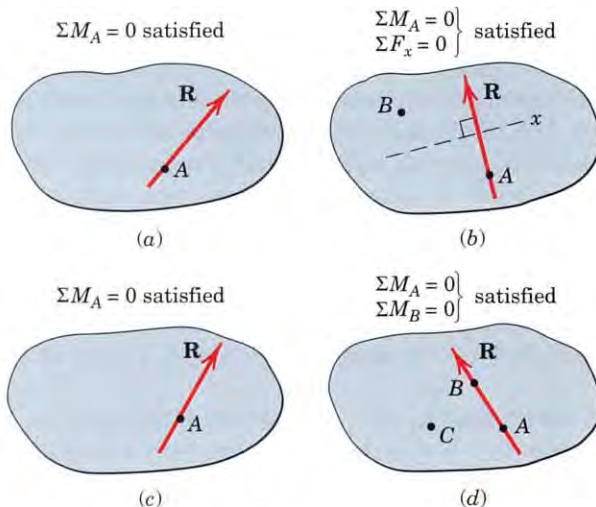 ΣM_A = 0 satisfied
R
A
(a)
ΣM_A = 0
ΣF_x = 0
satisfied
B
R
x
A
(b)
ΣM_A = 0 satisfied
R
A
(c)
ΣM_A = 0
ΣM_B = 0
satisfied
R
B
C
A
(d)